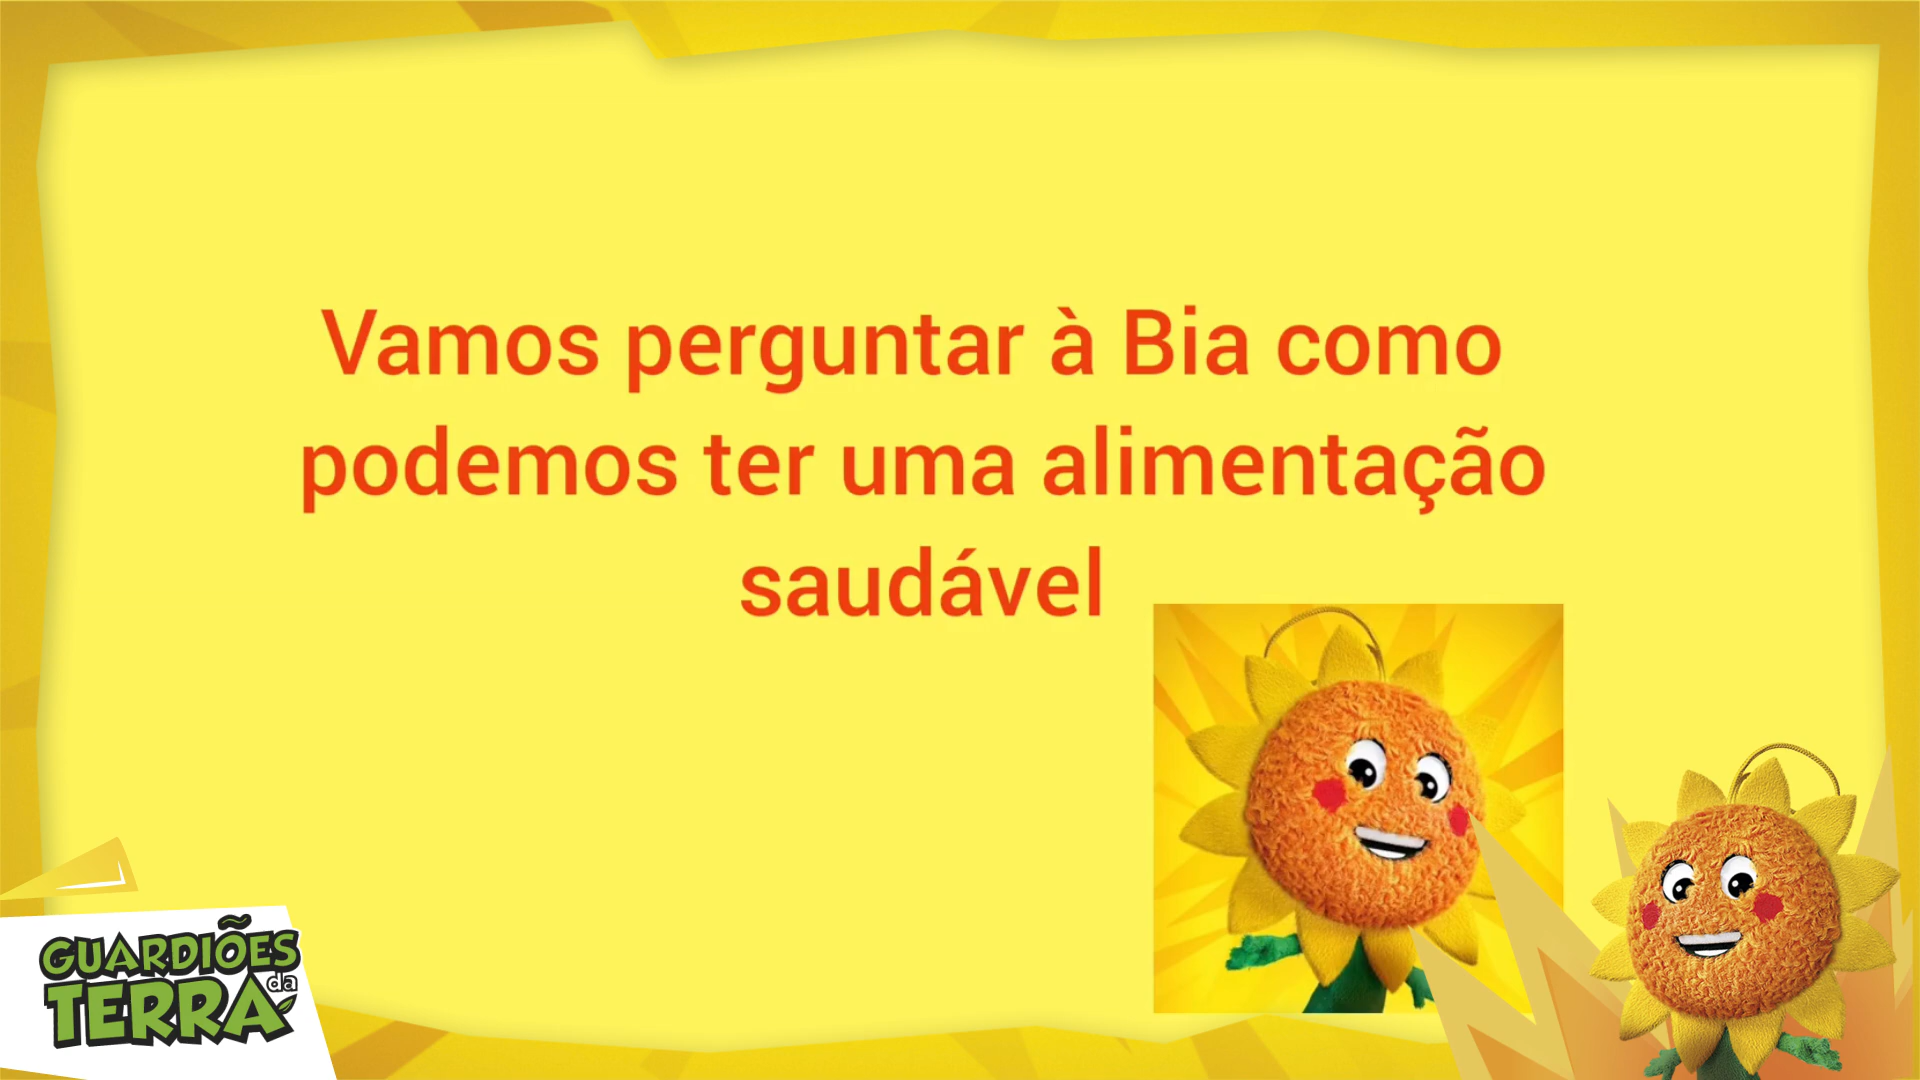 Vamos perguntar à Bia como
podemos ter uma alimentação
saudável
GUARDIÕES
da
TERRA